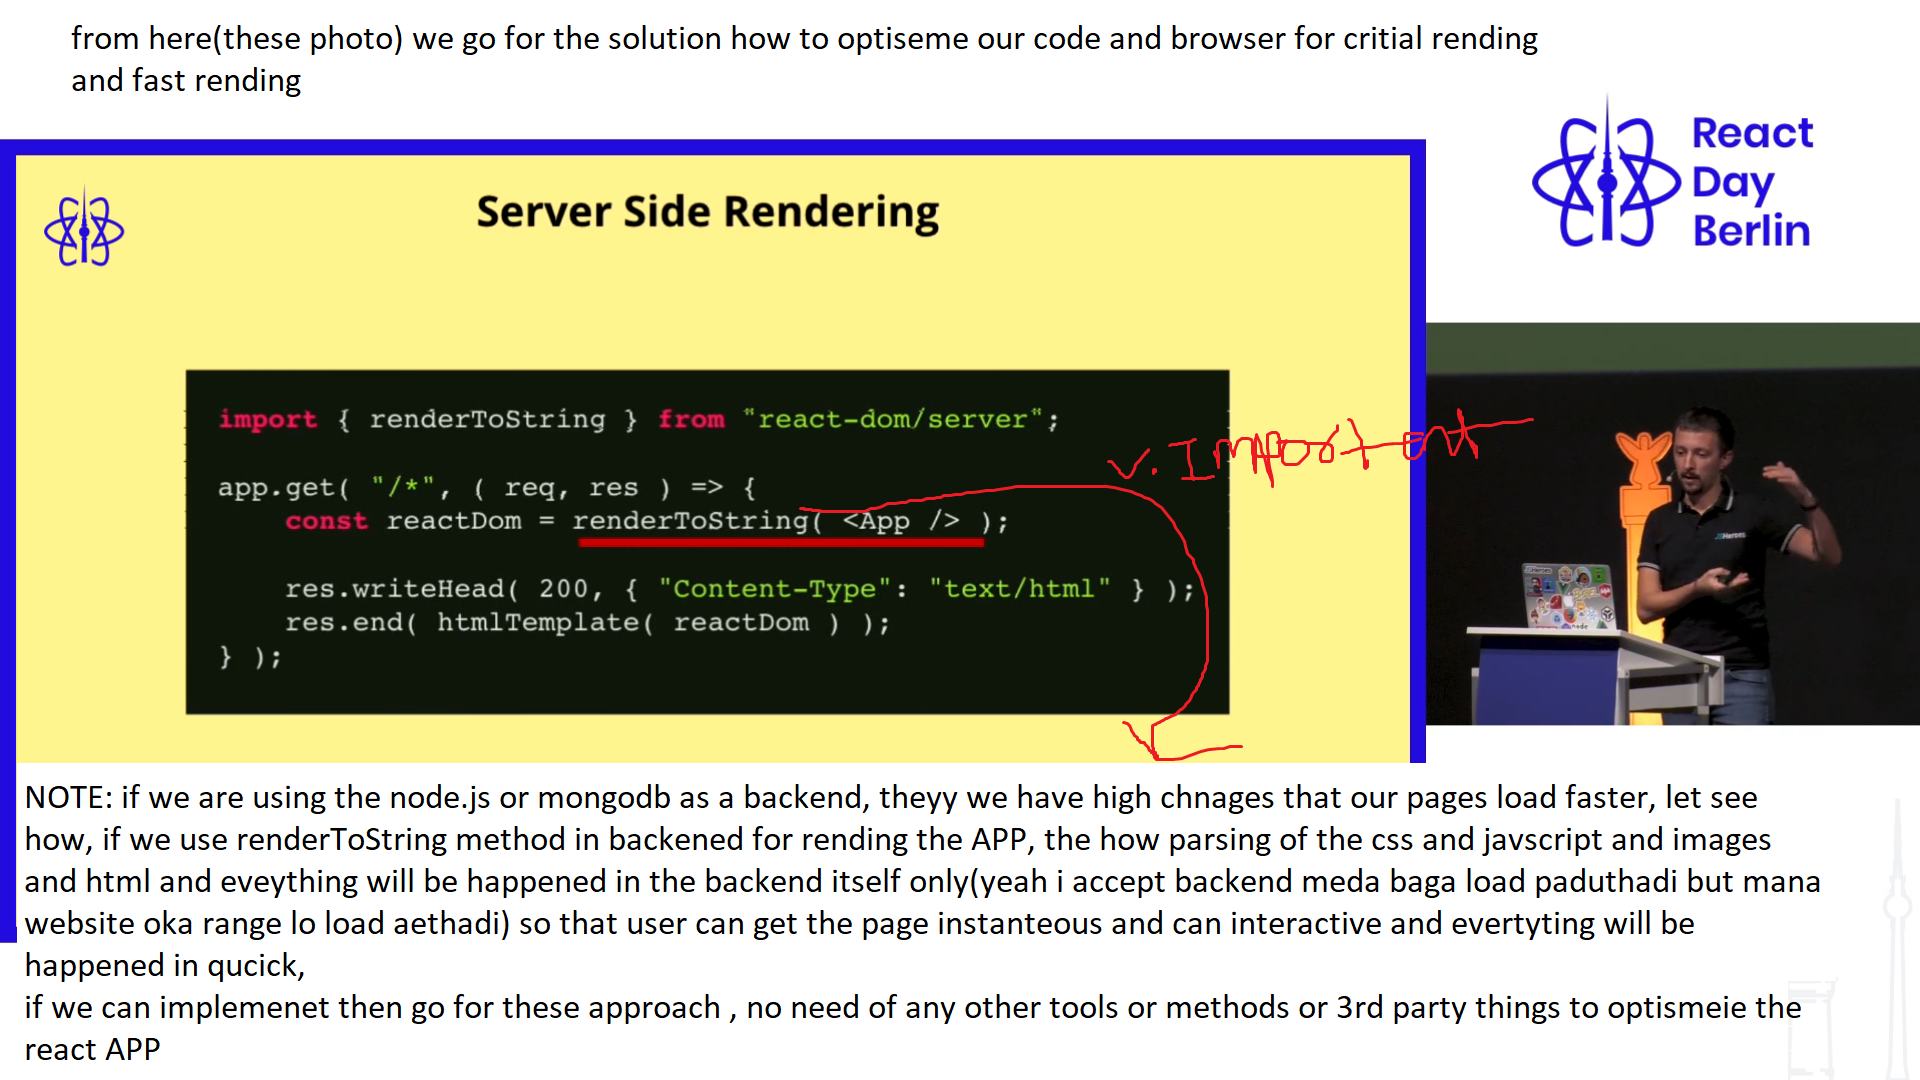 from here(these photo) we go for the solution how to optiseme our code and browser for critial rending
and fast rending
React
Day
Berlin
Server Side Rendering
import { renderToString } from "react-dom/server";
app.get( "/*", ( req, res ) => {
const reactDom = renderToString( <App /> );
res.writeHead( 200, { "Content-Type": "text/html" } );
res.end( htmlTemplate( reactDom ) );
} );
v. Important
JSHeroes
node
NOTE: if we are using the node.js or mongodb as a backend, theyy we have high chnages that our pages load faster, let see
how, if we use renderToString method in backened for rending the APP, the how parsing of the css and javscript and images
and html and eveything will be happened in the backend itself only(yeah i accept backend meda baga load paduthadi but mana
website oka range lo load aethadi) so that user can get the page instanteous and can interactive and evertyting will be
happened in qucick,
if we can implemenet then go for these approach , no need of any other tools or methods or 3rd party things to optismeie the
react APP